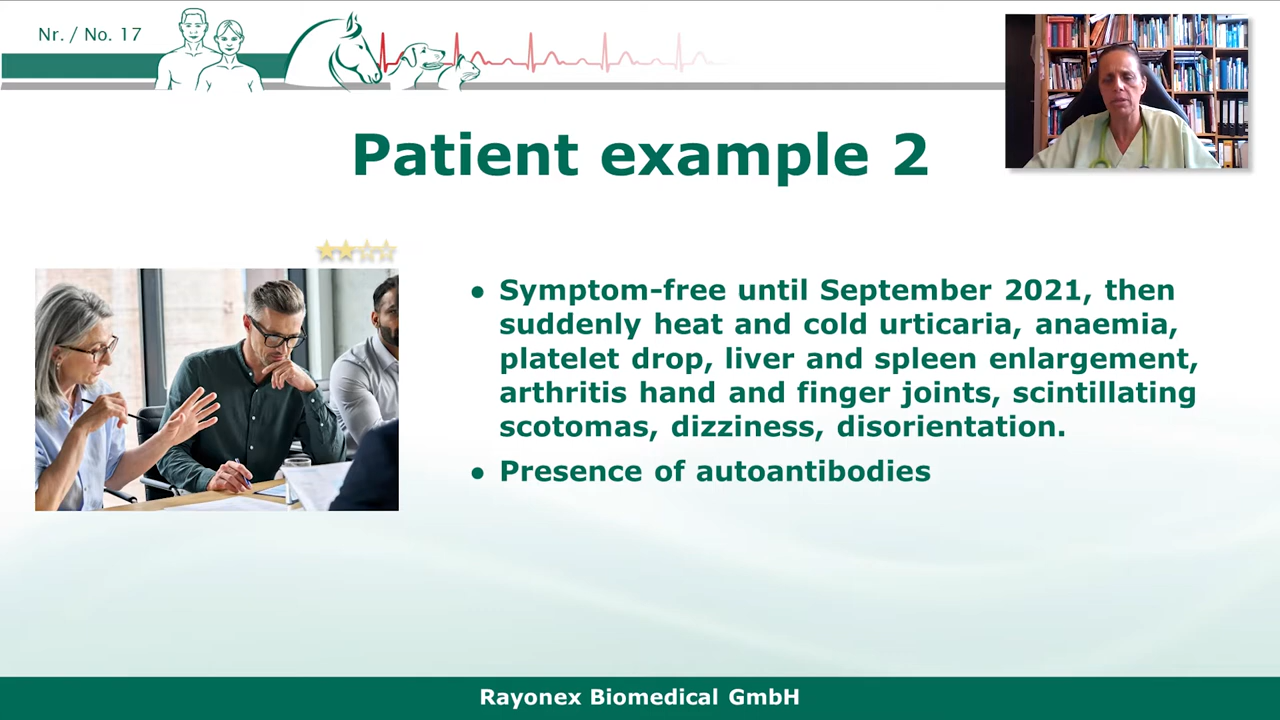 Nr. / No. 17
Patient example 2
• Symptom-free until September 2021, then
suddenly heat and cold urticaria, anaemia,
platelet drop, liver and spleen enlargement,
arthritis hand and finger joints, scintillating
scotomas, dizziness, disorientation.
• Presence of autoantibodies
Rayonex Biomedical GmbH